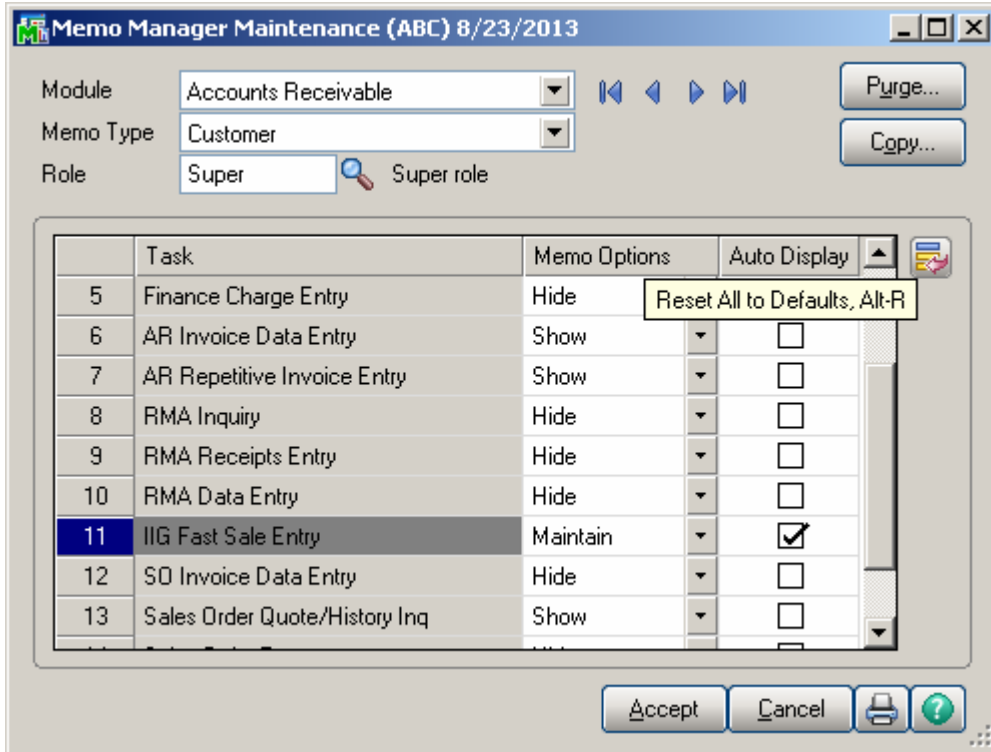 Memo Manager Maintenance (ABC) 8/23/2013
Module Accounts Receivable Purge...
Memo Type Customer Copy...
Role Super Super role
Task Memo Options Auto Display
5 Finance Charge Entry Hide Reset All to Defaults, Alt-R
6 AR Invoice Data Entry Show
7 AR Repetitive Invoice Entry Show
8 RMA Inquiry Hide
9 RMA Receipts Entry Hide
10 RMA Data Entry Hide
11 IIG Fast Sale Entry Maintain
12 SO Invoice Data Entry Hide
13 Sales Order Quote/History Inq Show
Accept Cancel